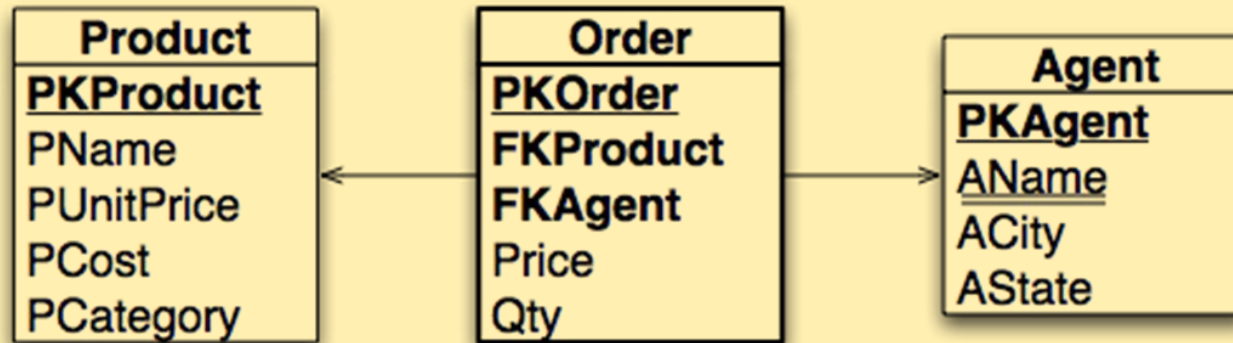 Product
PKProduct
PName
PUnitPrice
PCost
PCategory
Order
PKOrder
FKProduct
FKAgent
Price
Qty
Agent
PKAgent
AName
ACity
AState